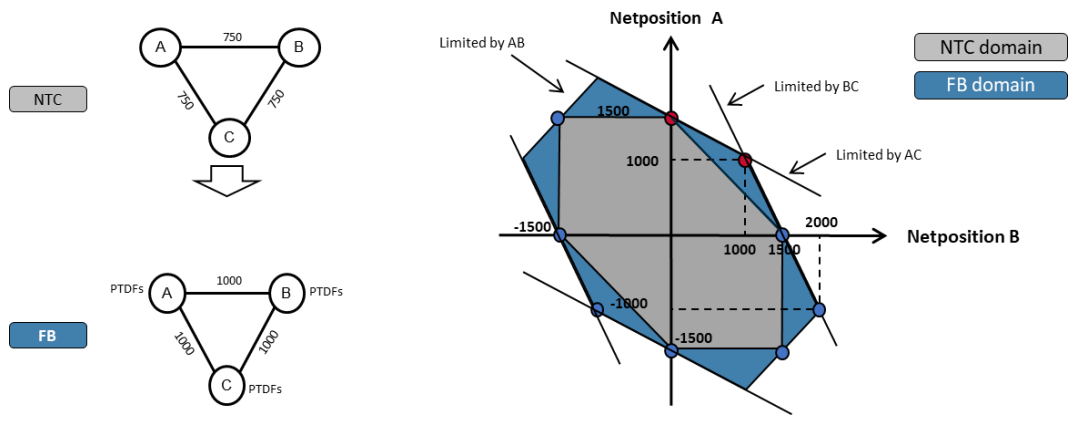 NTC
A
750
B
750
750
C
FB
PTDFs
A
1000
B
PTDFs
1000
1000
C
PTDFs
Netposition A
Limited by AB
NTC domain
FB domain
Limited by BC
1500
1000
Limited by AC
-1500
2000
1000
1500
Netposition B
-1000
-1500